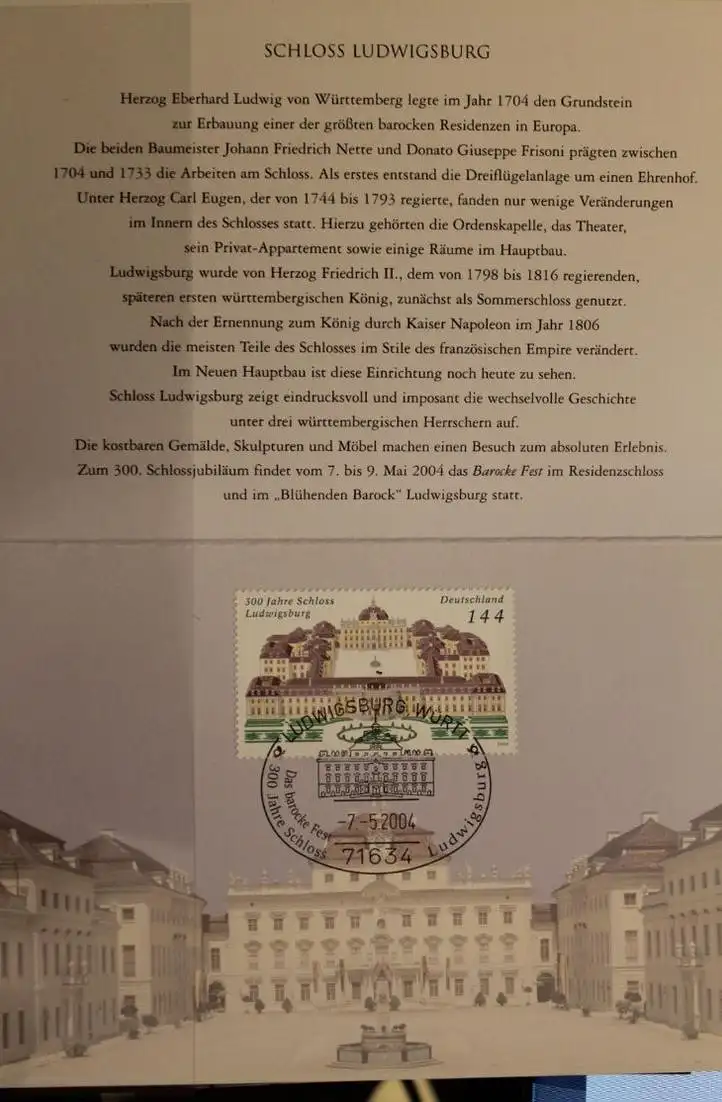 SCHLOSS LUDWIGSBURG
Herzog Eberhard Ludwig von Württemberg legte im Jahr 1704 den Grundstein
zur Erbauung einer der größten barocken Residenzen in Europa.
Die beiden Baumeister Johann Friedrich Nette und Donato Giuseppe Frisoni prägten zwischen
1704 und 1733 die Arbeiten am Schloss. Als erstes entstand die Dreiflügelanlage um einen Ehrenhof.
Unter Herzog Carl Eugen, der von 1744 bis 1793 regierte, fanden nur wenige Veränderungen
im Innern des Schlosses statt. Hierzu gehörten die Ordenskapelle, das Theater,
sein Privat-Appartement sowie einige Räume im Hauptbau.
Ludwigsburg wurde von Herzog Friedrich II., dem von 1798 bis 1816 regierenden,
späteren ersten württembergischen König, zunächst als Sommerschloss genutzt.
Nach der Ernennung zum König durch Kaiser Napoleon im Jahr 1806
wurden die meisten Teile des Schlosses im Stile des französischen Empire verändert.
Im Neuen Hauptbau ist diese Einrichtung noch heute zu sehen.
Schloss Ludwigsburg zeigt eindrucksvoll und imposant die wechselvolle Geschichte
unter drei württembergischen Herrschern auf.
Die kostbaren Gemälde, Skulpturen und Möbel machen einen Besuch zum absoluten Erlebnis.
Zum 300. Schlossjubiläum findet vom 7. bis 9. Mai 2004 das Barocke Fest im Residenzschloss
und im „Blühenden Barock“ Ludwigsburg statt.
300 Jahre Schloss
Ludwigsburg
Deutschland
144
LUDWIGSBURG, WÜRTT
Das barocke Fest
300 Jahre Schloss
Ludwigsburg
-7.-5.2004
71634